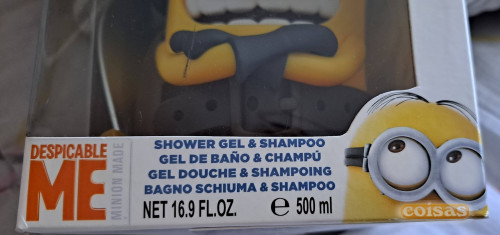 DESPICABLE
ME
MINION MADE
SHOWER GEL & SHAMPOO
GEL DE BAÑO & CHAMPÚ
GEL DOUCHE & SHAMPOING
BAGNO SCHIUMA & SHAMPOO
NET 16.9 FL.OZ. e 500 ml
coisas